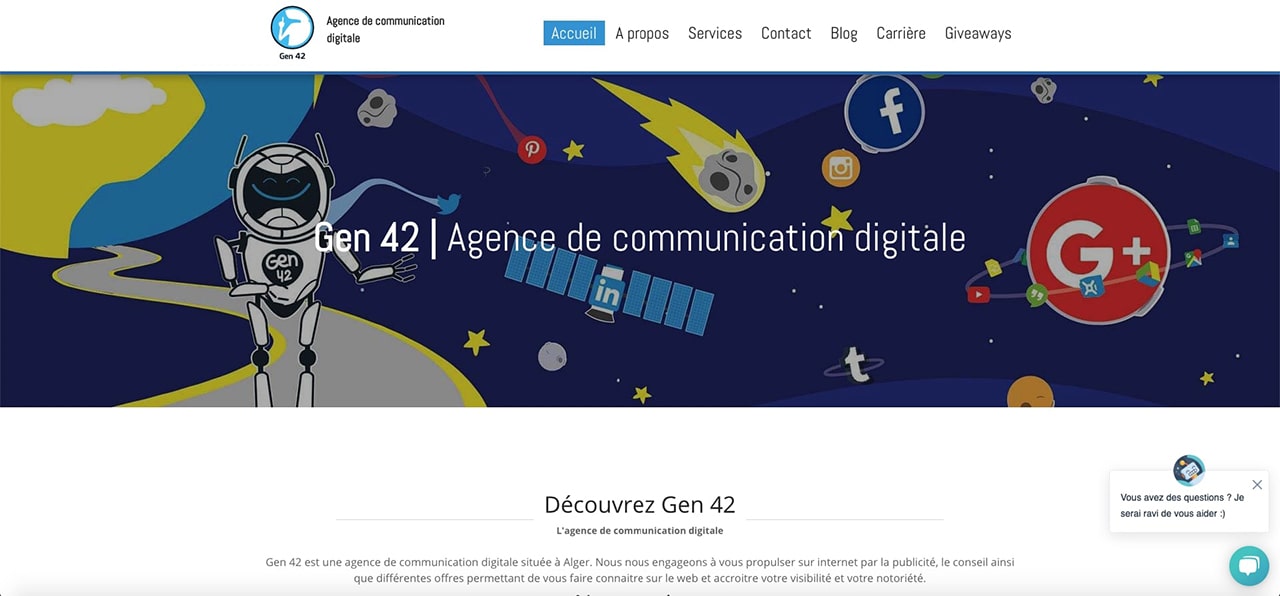 Agence de communication
digitale
Gen 42
Accueil A propos Services Contact Blog Carrière Giveaways
Gen 42 | Agence de communication digitale
Gen
42
in
G+
t
Découvrez Gen 42
L'agence de communication digitale
Gen 42 est une agence de communication digitale située à Alger. Nous nous engageons à vous propulser sur internet par la publicité, le conseil ainsi
que différentes offres permettant de vous faire connaitre sur le web et accroitre votre visibilité et votre notoriété.
Vous avez des questions ? Je
serai ravi de vous aider :)